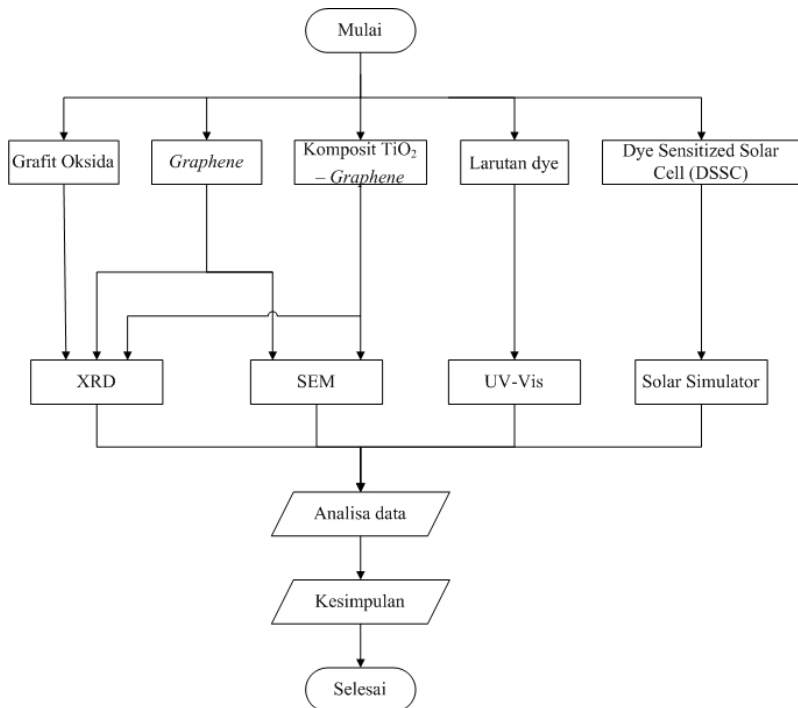 Mulai
Grafit Oksida
Graphene
Komposit TiO₂
– Graphene
Larutan dye
Dye Sensitized Solar
Cell (DSSC)
XRD
SEM
UV-Vis
Solar Simulator
Analisa data
Kesimpulan
Selesai